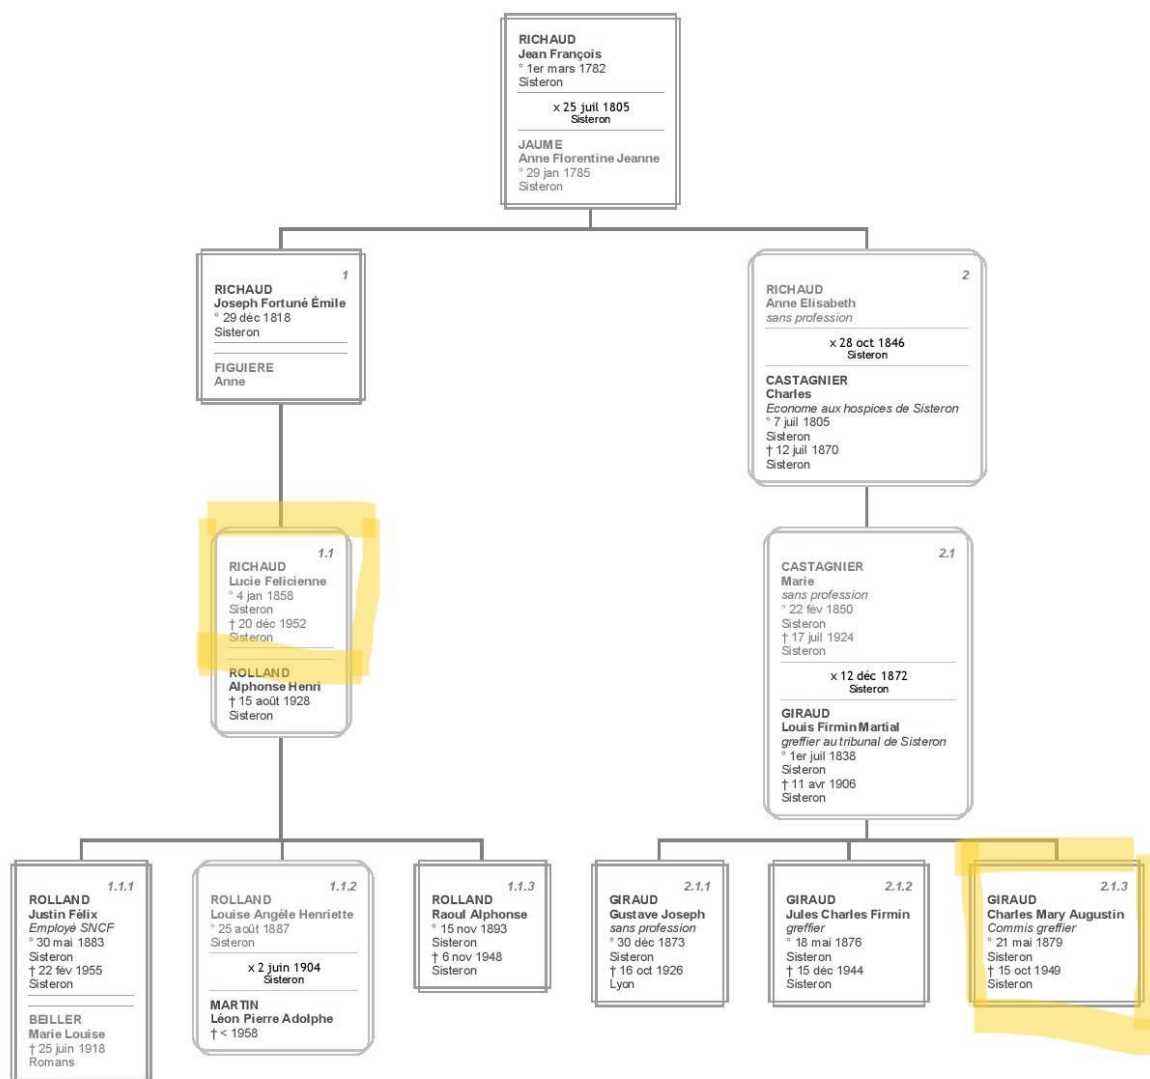 RICHAUD
Jean François
° 1er mars 1782
Sisteron
x 25 juil 1805
Sisteron
JAUME
Anne Florentine Jeanne
° 29 jan 1785
Sisteron
1
RICHAUD
Joseph Fortuné Émile
° 29 déc 1818
Sisteron
FIGUIERE
Anne
2
RICHAUD
Anne Elisabeth
sans profession
x 28 oct 1846
Sisteron
CASTAGNIER
Charles
Econome aux hospices de Sisteron
° 7 juil 1805
Sisteron
† 12 juil 1870
Sisteron
1.1
RICHAUD
Lucie Felicienne
° 4 jan 1858
Sisteron
† 20 déc 1952
Sisteron
ROLLAND
Alphonse Henri
† 15 août 1928
Sisteron
2.1
CASTAGNIER
Marie
sans profession
° 22 fév 1850
Sisteron
† 17 juil 1924
Sisteron
x 12 déc 1872
Sisteron
GIRAUD
Louis Firmin Martial
greffier au tribunal de Sisteron
° 1er juil 1838
Sisteron
† 11 avr 1906
Sisteron
1.1.1
ROLLAND
Justin Félix
Employé SNCF
° 30 mai 1883
Sisteron
† 22 fév 1955
Sisteron
BEILLER
Marie Louise
† 25 juin 1918
Romans
1.1.2
ROLLAND
Louise Angéle Henriette
° 25 août 1887
Sisteron
x 2 juin 1904
Sisteron
MARTIN
Léon Pierre Adolphe
† < 1958
1.1.3
ROLLAND
Raoul Alphonse
° 15 nov 1893
Sisteron
† 6 nov 1948
Sisteron
2.1.1
GIRAUD
Gustave Joseph
sans profession
° 30 déc 1873
Sisteron
† 16 oct 1926
Lyon
2.1.2
GIRAUD
Jules Charles Firmin
greffier
° 18 mai 1876
Sisteron
† 15 déc 1944
Sisteron
2.1.3
GIRAUD
Charles Mary Augustin
Commis greffier
° 21 mai 1879
Sisteron
† 15 oct 1949
Sisteron